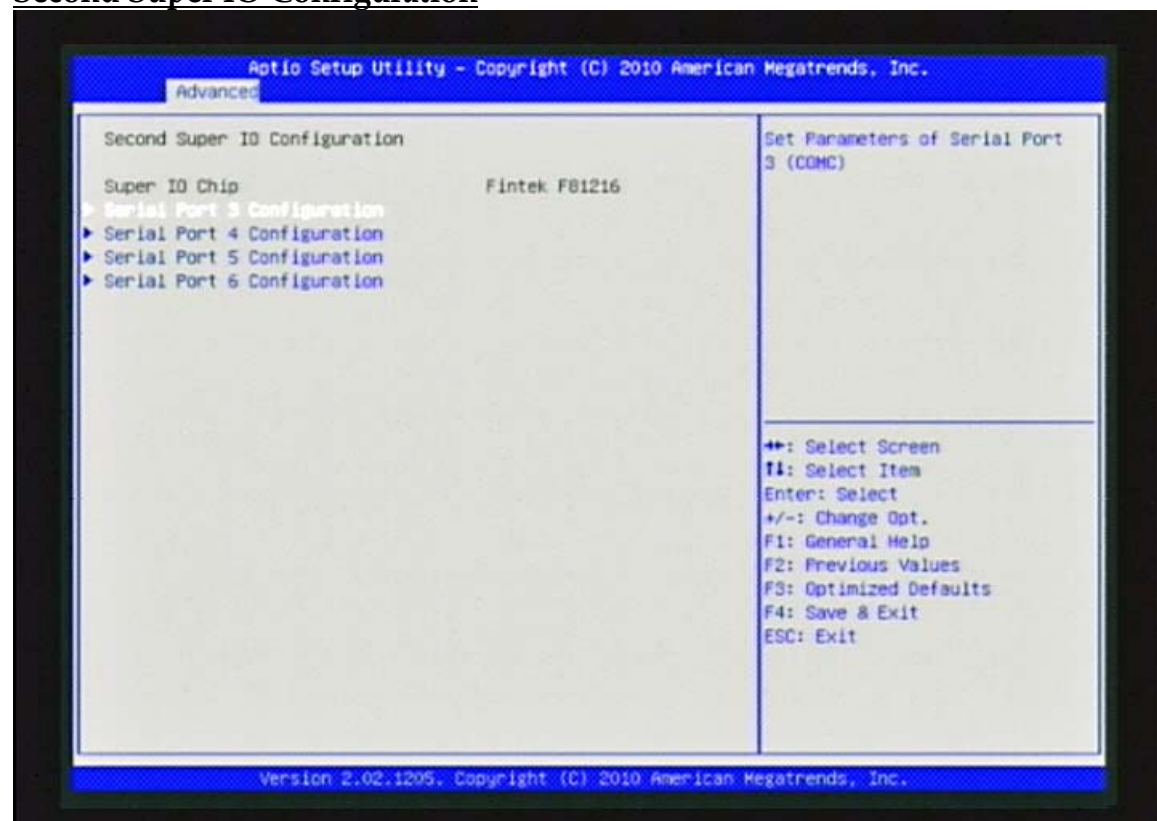 Second Super IO Configuration
Aptio Setup Utility - Copyright (C) 2010 American Megatrends, Inc.
Advanced
Second Super IO Configuration
Super IO Chip Fintek F81216
Serial Port 3 Configuration
Serial Port 4 Configuration
Serial Port 5 Configuration
Serial Port 6 Configuration
Set Parameters of Serial Port
3 (COMC)
→←: Select Screen
↑↓: Select Item
Enter: Select
+/-: Change Opt.
F1: General Help
F2: Previous Values
F3: Optimized Defaults
F4: Save & Exit
ESC: Exit
Version 2.02.1205. Copyright (C) 2010 American Megatrends, Inc.